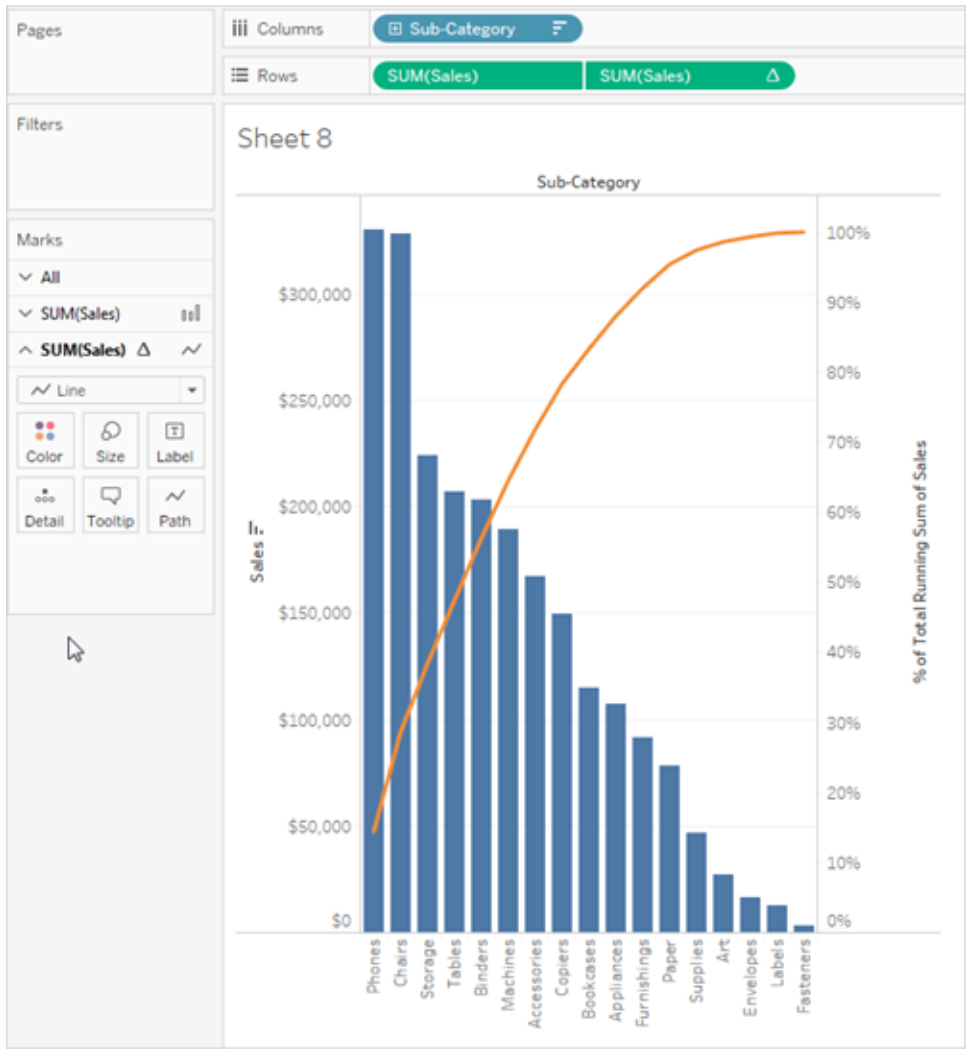 Pages
Columns
Sub-Category
Rows
SUM(Sales)
SUM(Sales)
Filters
Marks
All
SUM(Sales)
SUM(Sales)
Line
Color
Size
Label
Detail
Tooltip
Path
Sheet 8
Sub-Category
Sales
$300,000
$250,000
$200,000
$150,000
$100,000
$50,000
$0
100%
90%
80%
70%
60%
50%
40%
30%
20%
10%
0%
% of Total Running Sum of Sales
Phones
Chairs
Storage
Tables
Binders
Machines
Accessories
Copiers
Bookcases
Appliances
Furnishings
Paper
Supplies
Art
Envelopes
Labels
Fasteners